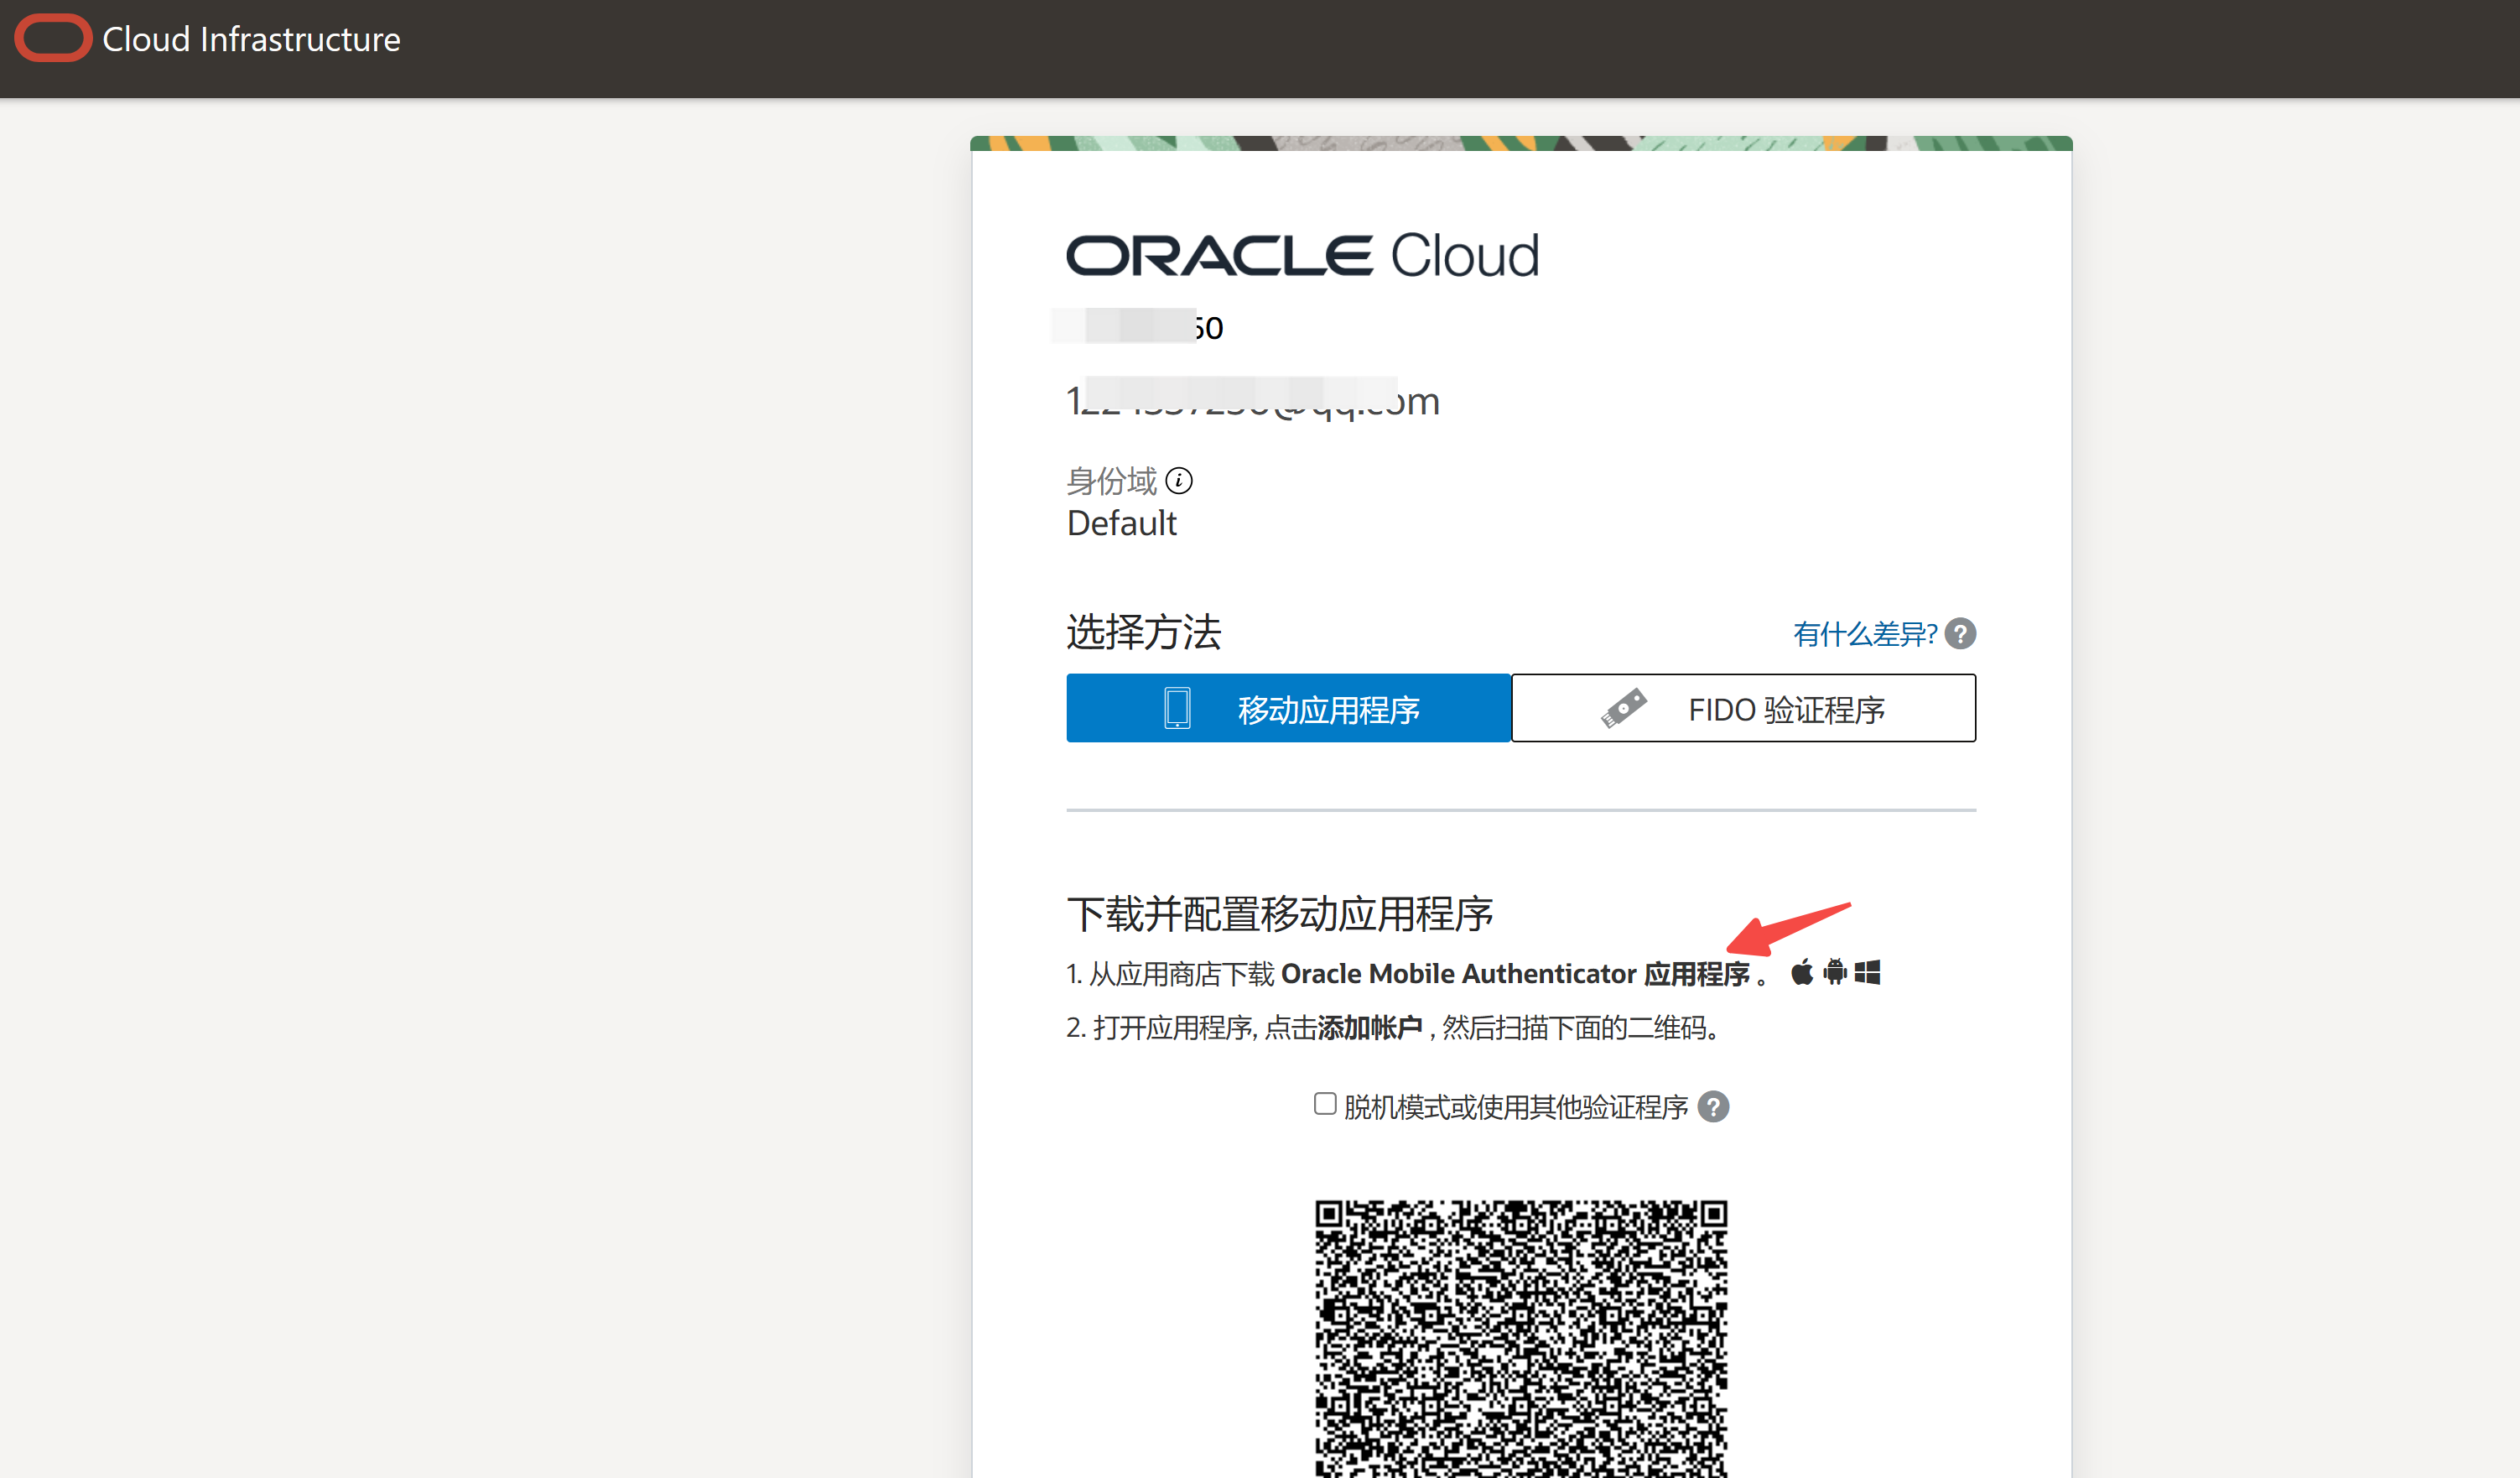 Cloud Infrastructure
ORACLE Cloud
50
身份域
Default
选择方法
有什么差异?
移动应用程序
FIDO 验证程序
下载并配置移动应用程序
1. 从应用商店下载 Oracle Mobile Authenticator 应用程序 。
2. 打开应用程序, 点击添加帐户 , 然后扫描下面的二维码。
脱机模式或使用其他验证程序